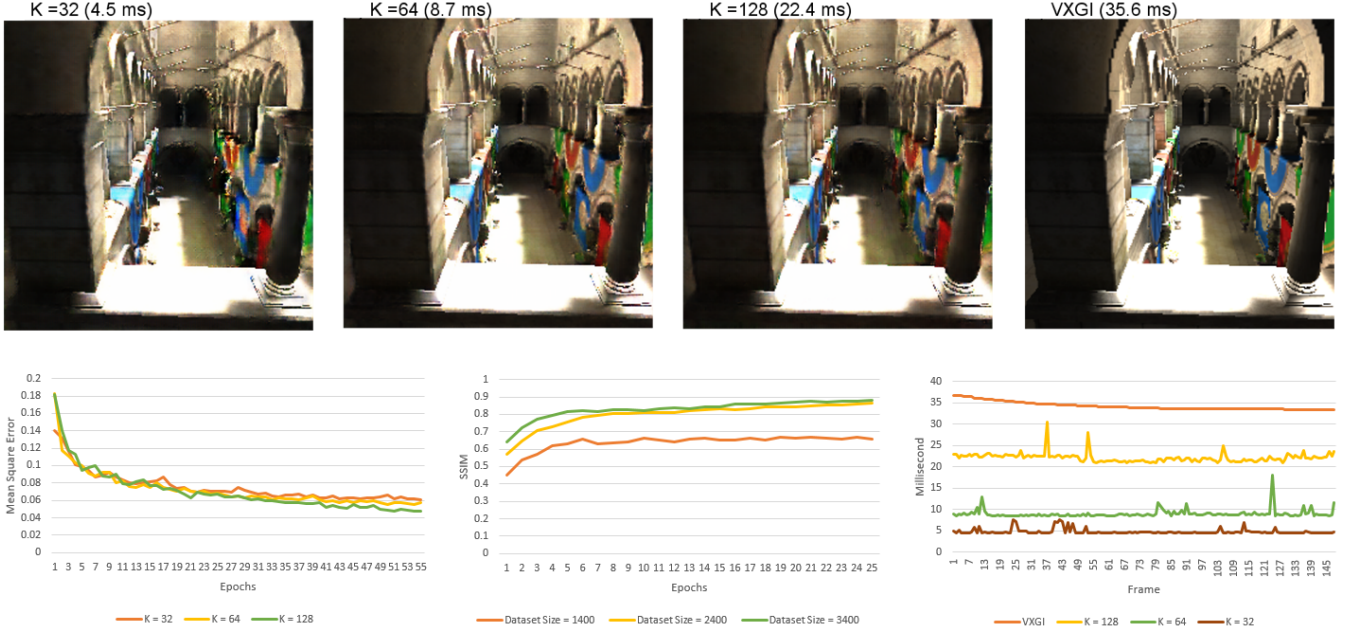 K =32 (4.5 ms)
K =64 (8.7 ms)
K =128 (22.4 ms)
VXGI (35.6 ms)
Mean Square Error
0.2
0.18
0.16
0.14
0.12
0.1
0.08
0.06
0.04
0.02
0
1 3 5 7 9 11 13 15 17 19 21 23 25 27 29 31 33 35 37 39 41 43 45 47 49 51 53 55
Epochs
K = 32 K = 64 K = 128
SSIM
1
0.9
0.8
0.7
0.6
0.5
0.4
0.3
0.2
0.1
0
1 2 3 4 5 6 7 8 9 10 11 12 13 14 15 16 17 18 19 20 21 22 23 24 25
Epochs
Dataset Size = 1400 Dataset Size = 2400 Dataset Size = 3400
Millisecond
40
35
30
25
20
15
10
5
0
1 7 13 19 25 31 37 43 49 55 61 67 73 79 85 91 97 103 109 115 121 127 133 139 145
Frame
VXGI K = 128 K = 64 K = 32